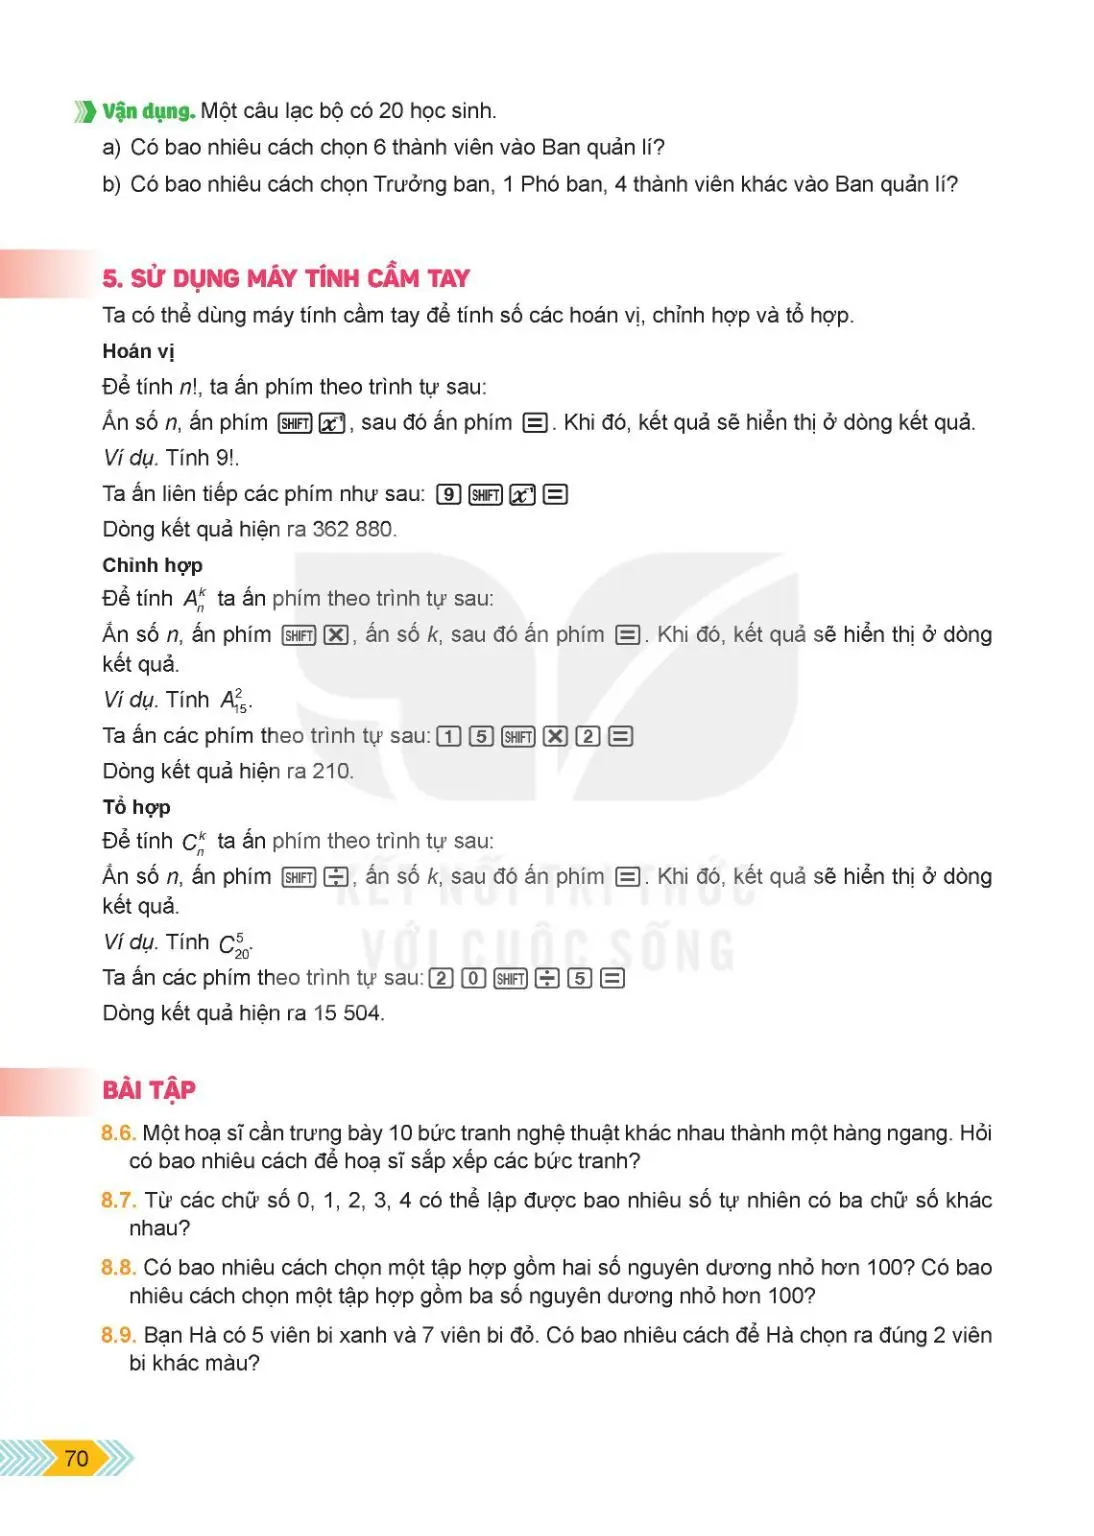 Vận dụng. Một câu lạc bộ có 20 học sinh.
a) Có bao nhiêu cách chọn 6 thành viên vào Ban quản lí?
b) Có bao nhiêu cách chọn Trưởng ban, 1 Phó ban, 4 thành viên khác vào Ban quản lí?
5. SỬ DỤNG MÁY TÍNH CẦM TAY
Ta có thể dùng máy tính cầm tay để tính số các hoán vị, chỉnh hợp và tổ hợp.
Hoán vị
Để tính n!, ta ấn phím theo trình tự sau:
Ấn số n, ấn phím SHIFT x⁻¹, sau đó ấn phím =. Khi đó, kết quả sẽ hiển thị ở dòng kết quả.
Ví dụ. Tính 9!.
Ta ấn liên tiếp các phím như sau: 9 SHIFT x⁻¹ =
Dòng kết quả hiện ra 362 880.
Chỉnh hợp
Để tính Aₙᵏ ta ấn phím theo trình tự sau:
Ấn số n, ấn phím SHIFT ×, ấn số k, sau đó ấn phím =. Khi đó, kết quả sẽ hiển thị ở dòng
kết quả.
Ví dụ. Tính A₁₅².
Ta ấn các phím theo trình tự sau: 1 5 SHIFT × 2 =
Dòng kết quả hiện ra 210.
Tổ hợp
Để tính Cₙᵏ ta ấn phím theo trình tự sau:
Ấn số n, ấn phím SHIFT ÷, ấn số k, sau đó ấn phím =. Khi đó, kết quả sẽ hiển thị ở dòng
kết quả.
KẾT NỐI TRI THỨC
Ví dụ. Tính C₂₀⁵.
VỚI CUỘC SỐNG
Ta ấn các phím theo trình tự sau: 2 0 SHIFT ÷ 5 =
Dòng kết quả hiện ra 15 504.
BÀI TẬP
8.6. Một hoạ sĩ cần trưng bày 10 bức tranh nghệ thuật khác nhau thành một hàng ngang. Hỏi
có bao nhiêu cách để hoạ sĩ sắp xếp các bức tranh?
8.7. Từ các chữ số 0, 1, 2, 3, 4 có thể lập được bao nhiêu số tự nhiên có ba chữ số khác
nhau?
8.8. Có bao nhiêu cách chọn một tập hợp gồm hai số nguyên dương nhỏ hơn 100? Có bao
nhiêu cách chọn một tập hợp gồm ba số nguyên dương nhỏ hơn 100?
8.9. Bạn Hà có 5 viên bi xanh và 7 viên bi đỏ. Có bao nhiêu cách để Hà chọn ra đúng 2 viên
bi khác màu?
70